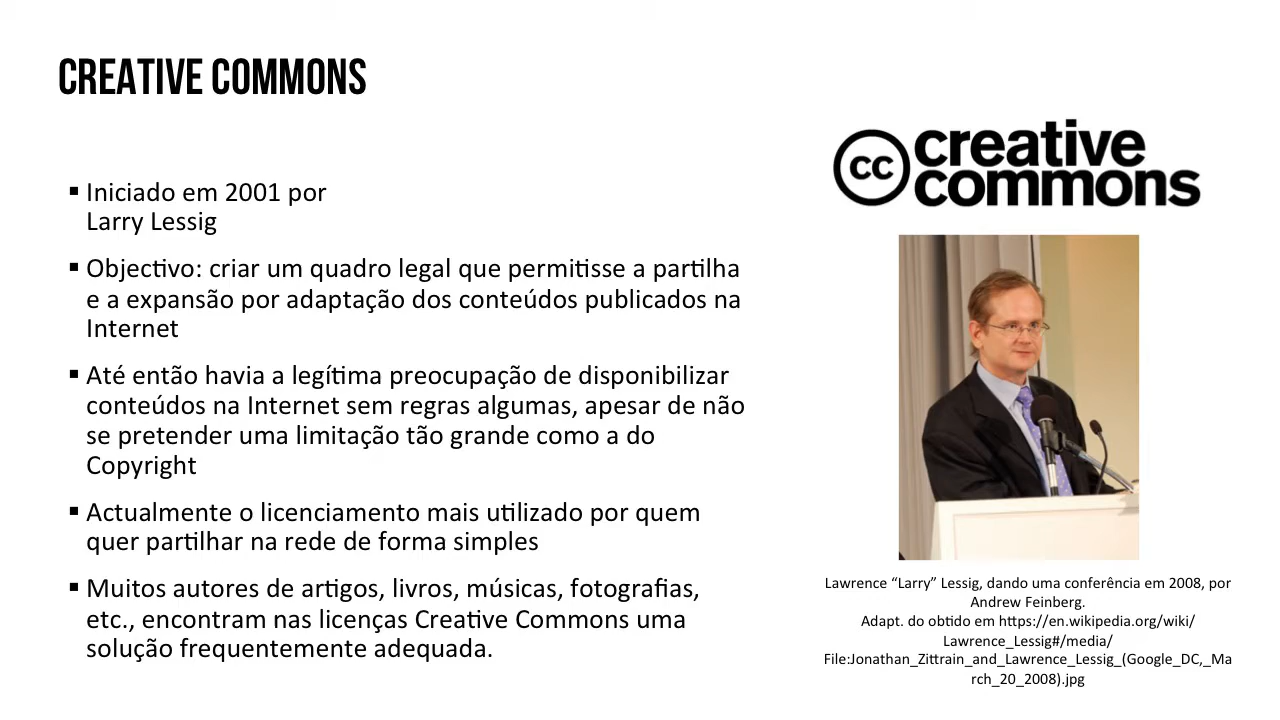 CREATIVE COMMONS
▪ Iniciado em 2001 por
Larry Lessig
▪ Objectivo: criar um quadro legal que permitisse a partilha
e a expansão por adaptação dos conteúdos publicados na
Internet
▪ Até então havia a legítima preocupação de disponibilizar
conteúdos na Internet sem regras algumas, apesar de não
se pretender uma limitação tão grande como a do
Copyright
▪ Actualmente o licenciamento mais utilizado por quem
quer partilhar na rede de forma simples
▪ Muitos autores de artigos, livros, músicas, fotografias,
etc., encontram nas licenças Creative Commons uma
solução frequentemente adequada.
cc creative
commons
Lawrence “Larry” Lessig, dando uma conferência em 2008, por
Andrew Feinberg.
Adapt. do obtido em https://en.wikipedia.org/wiki/
Lawrence_Lessig#/media/
File:Jonathan_Zittrain_and_Lawrence_Lessig_(Google_DC,_Ma
rch_20_2008).jpg